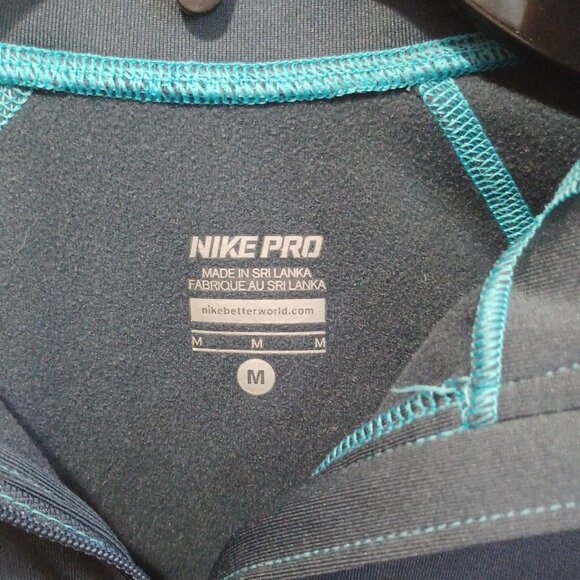 NIKE PRO
MADE IN SRI LANKA
FABRIQUE AU SRI LANKA
nikebetterworld.com
M M M
M